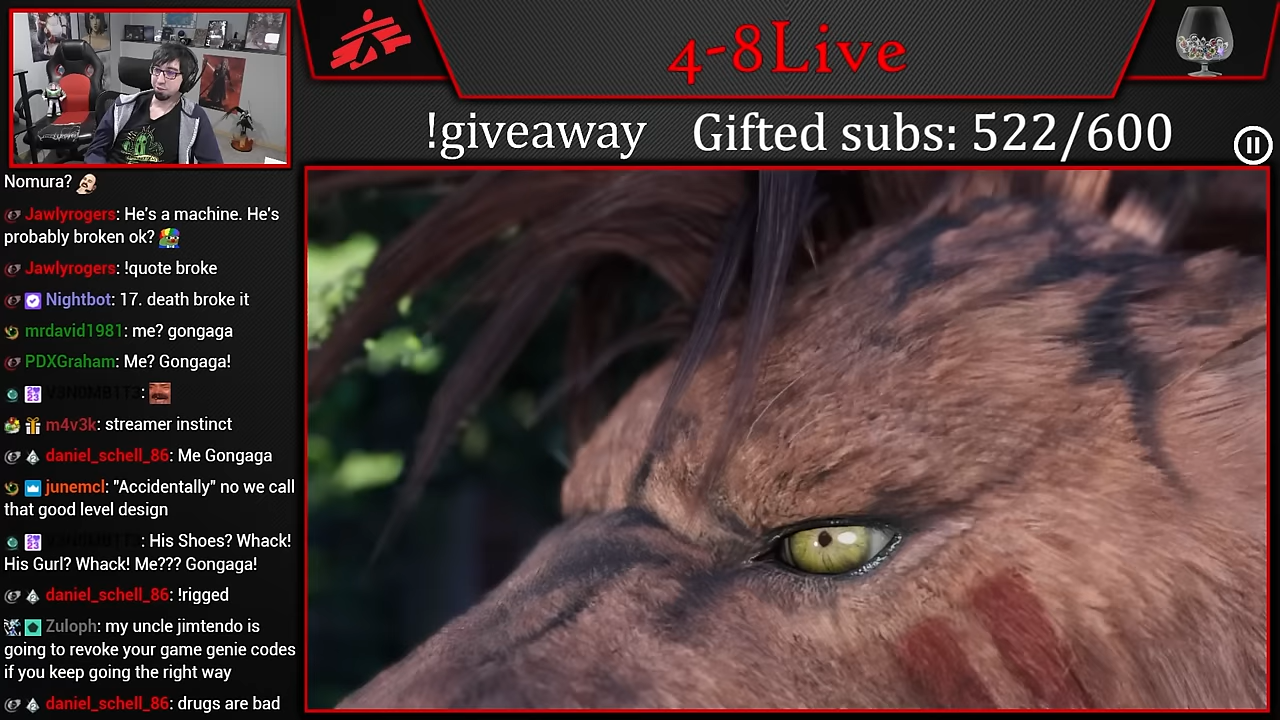 4-8Live
!giveaway Gifted subs: 522/600
Nomura?
Jawlyrogers: He's a machine. He's
probably broken ok?
Jawlyrogers: !quote broke
Nightbot: 17. death broke it
mrdavid1981: me? gongaga
PDXGraham: Me? Gongaga!
V3N0MB1T3:
m4v3k: streamer instinct
daniel_schell_86: Me Gongaga
junemcl: "Accidentally" no we call
that good level design
: His Shoes? Whack!
His Gurl? Whack! Me??? Gongaga!
daniel_schell_86: !rigged
Zuloph: my uncle jimtendo is
going to revoke your game genie codes
if you keep going the right way
daniel_schell_86: drugs are bad